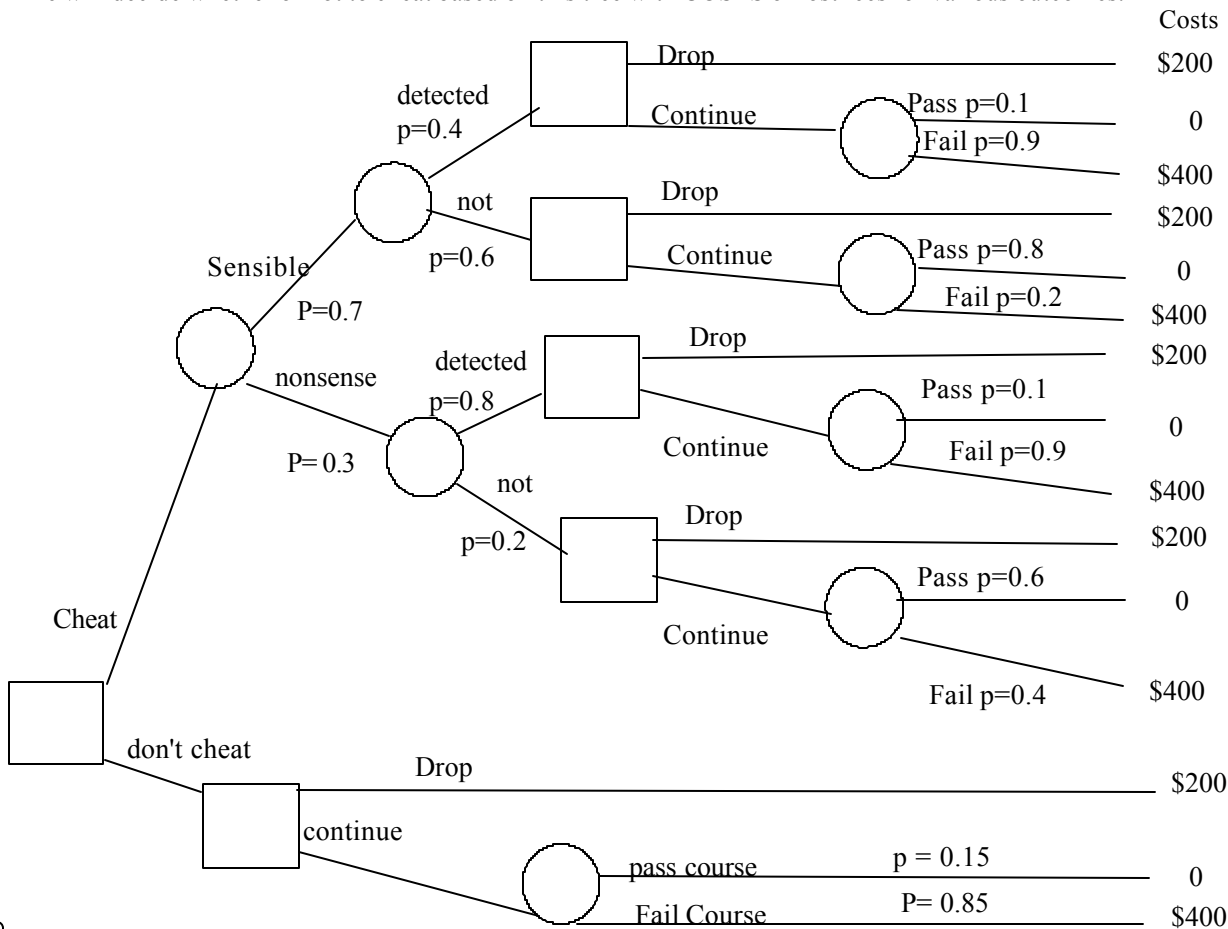 Costs
Drop
$200
detected
p=0.4
Continue
Pass p=0.1
0
Fail p=0.9
$400
not
p=0.6
Drop
$200
Continue
Pass p=0.8
0
Fail p=0.2
$400
Sensible
P=0.7
nonsense
P= 0.3
detected
p=0.8
Drop
$200
Pass p=0.1
0
Continue
Fail p=0.9
$400
not
p=0.2
Drop
$200
Pass p=0.6
0
Continue
Fail p=0.4
$400
Cheat
don't cheat
Drop
$200
continue
pass course
p = 0.15
0
Fail Course
P= 0.85
$400